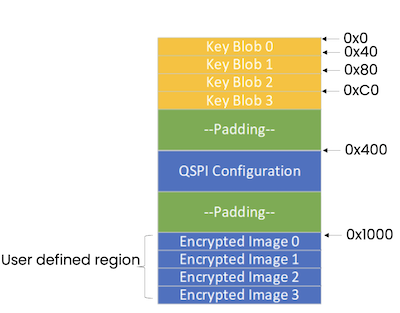 0x0
Key Blob 0
0x40
Key Blob 1
0x80
Key Blob 2
0xC0
Key Blob 3
--Padding--
0x400
QSPI Configuration
--Padding--
0x1000
Encrypted Image 0
User defined region
Encrypted Image 1
Encrypted Image 2
Encrypted Image 3